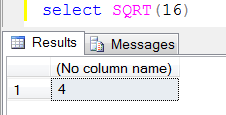 select SQRT(16)
Results Messages
(No column name)
1 4